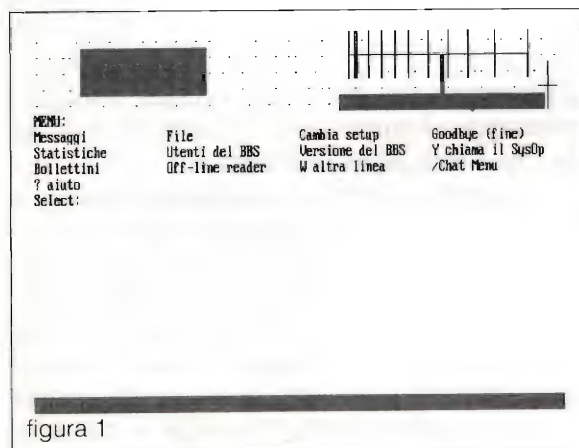 MENU:
Messaggi File Cambia setup Goodbye (fine)
Statistiche Utenti del BBS Versione del BBS Y chiama il SysOp
Bollettini Off-line reader W altra linea /Chat Menu
? aiuto
Select:
figura 1